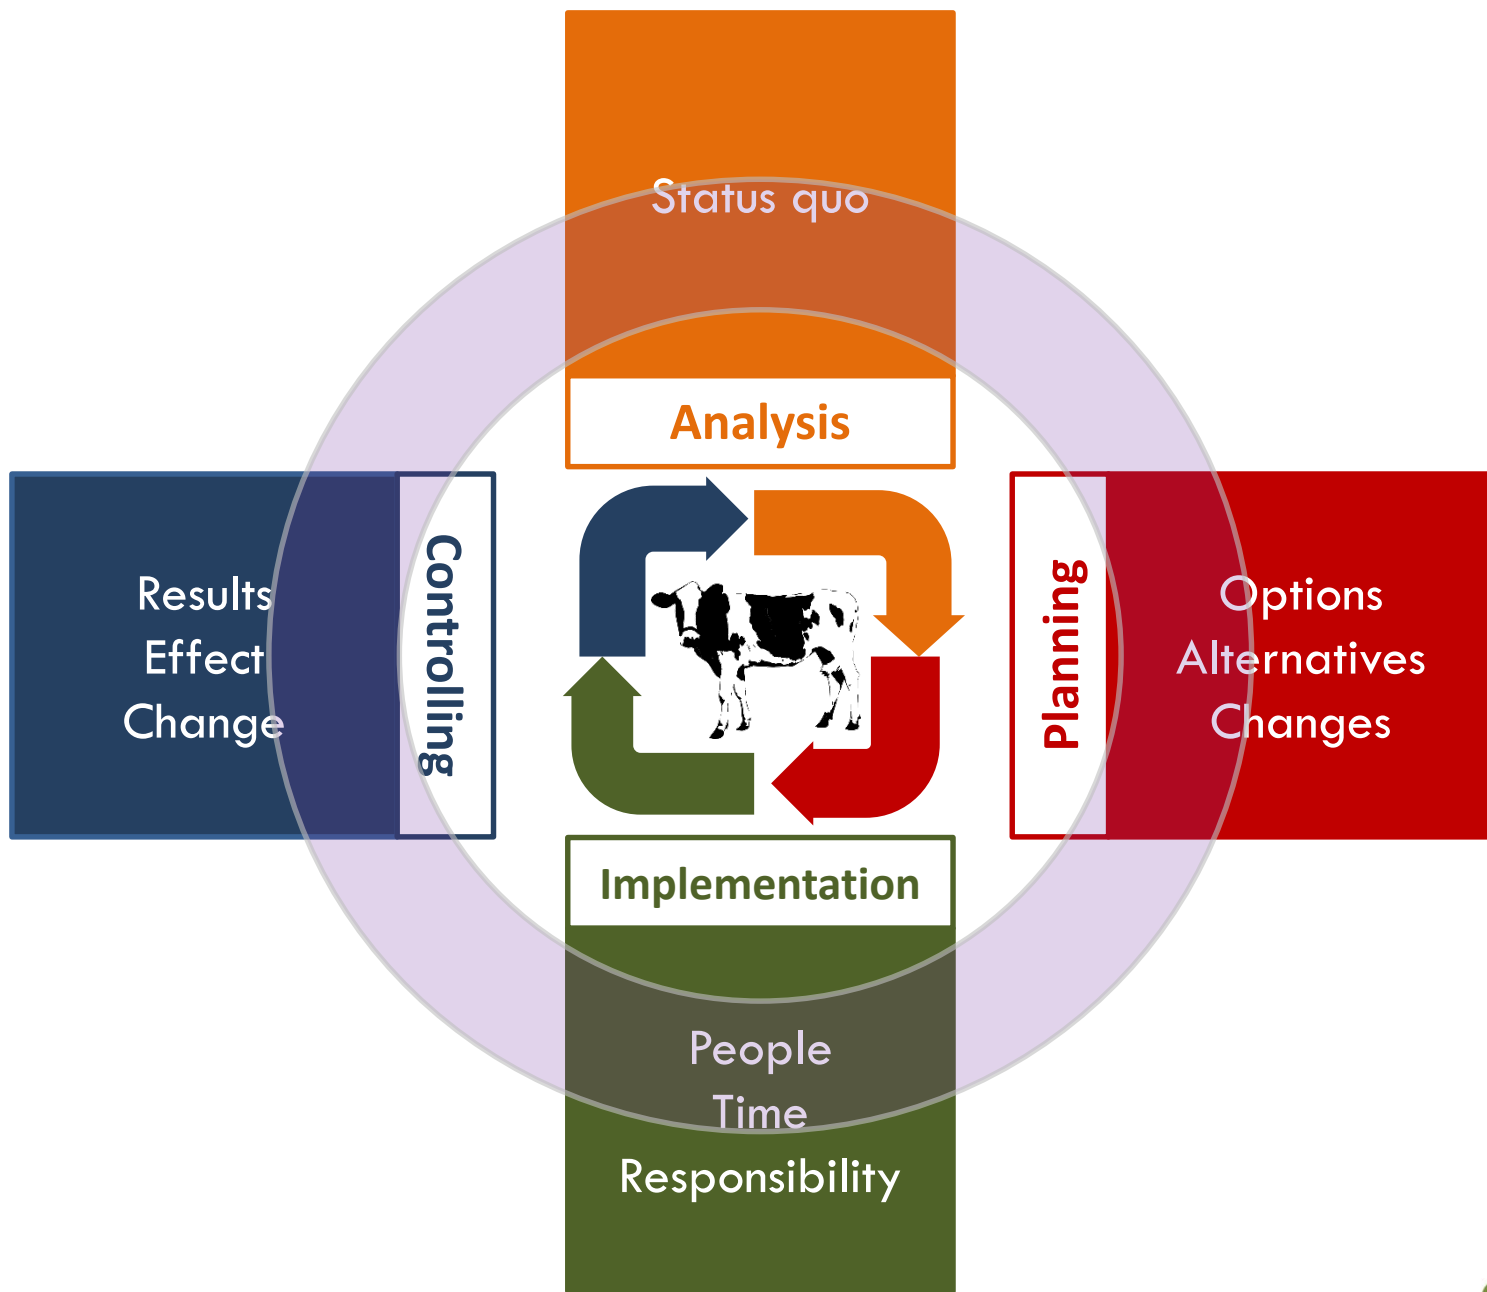 Status quo
Analysis
Controlling
Results
Effect
Change
Planning
Options
Alternatives
Changes
Implementation
People
Time
Responsibility